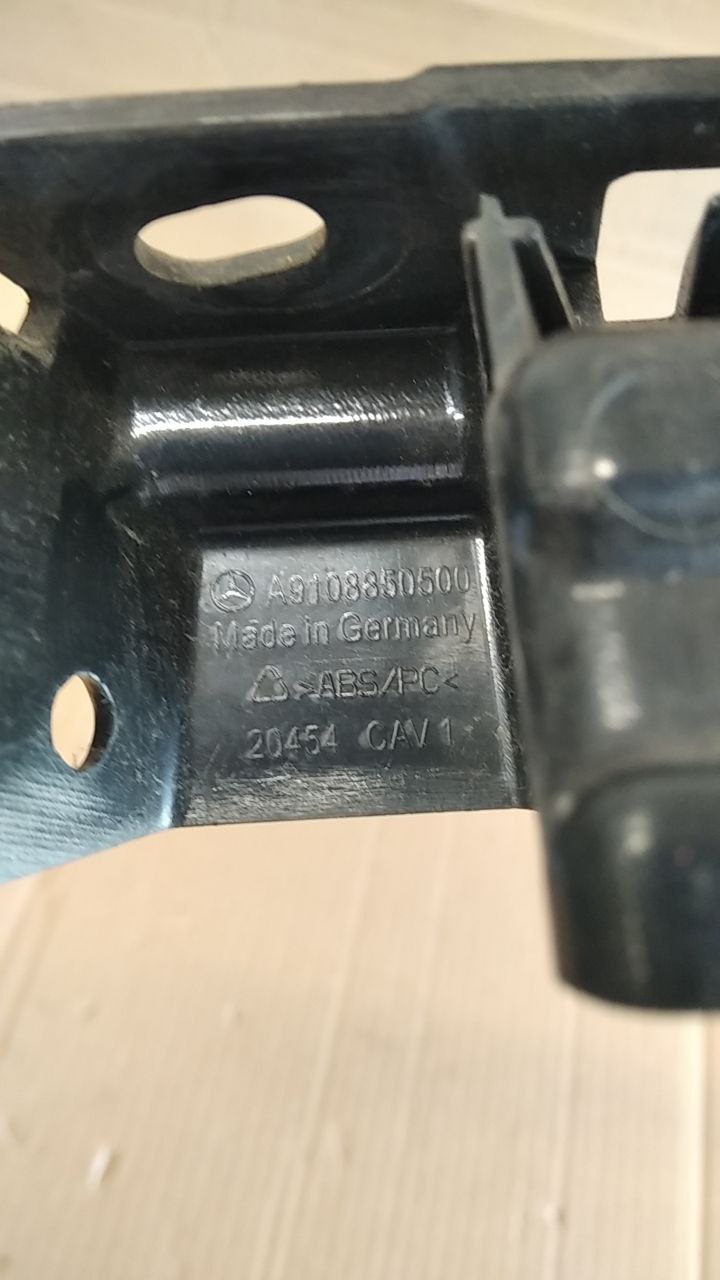 A9108850500
Made in Germany
>ABS/PC<
20454 CAV 1